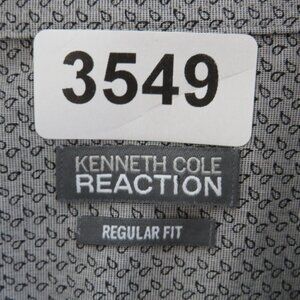 3549
KENNETH COLE
REACTION
REGULAR FIT